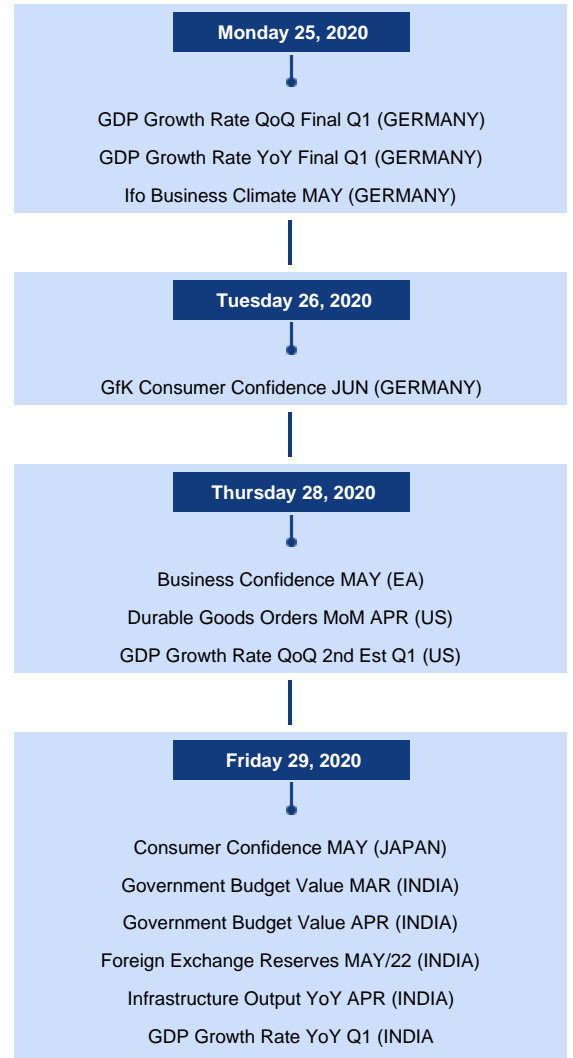 Monday 25, 2020
GDP Growth Rate QoQ Final Q1 (GERMANY)
GDP Growth Rate YoY Final Q1 (GERMANY)
Ifo Business Climate MAY (GERMANY)
Tuesday 26, 2020
GfK Consumer Confidence JUN (GERMANY)
Thursday 28, 2020
Business Confidence MAY (EA)
Durable Goods Orders MoM APR (US)
GDP Growth Rate QoQ 2nd Est Q1 (US)
Friday 29, 2020
Consumer Confidence MAY (JAPAN)
Government Budget Value MAR (INDIA)
Government Budget Value APR (INDIA)
Foreign Exchange Reserves MAY/22 (INDIA)
Infrastructure Output YoY APR (INDIA)
GDP Growth Rate YoY Q1 (INDIA